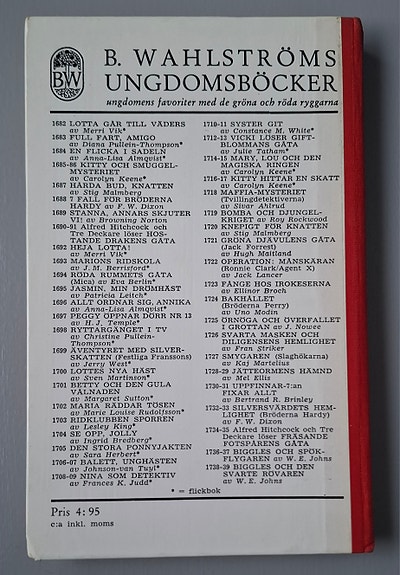 BW
B. WAHLSTRÖMS
UNGDOMSBÖCKER
ungdomens favoriter med de gröna och röda ryggarna
1682 LOTTA GÅR TILL VÄDERS
av Merri Vik*
1683 FULL FART, AMIGO
av Diana Pullein-Thompson*
1684 EN FLICKA I SADELN
av Anna-Lisa Almqvist*
1685-86 KITTY OCH SMUGGEL-
MYSTERIET
av Carolyn Keene*
1687 HÅRDA BUD, KNATTEN
av Stig Malmberg
1688 I FÄLL FÖR BRÖDERNA
HARDY av F. W. Dixon
1689 STANNA, ANNARS SKJUTER
VI! av Browning Norton
1690-91 Alfred Hitchcock och
Tre Deckare löser HOS-
TANDE DRAKENS GÅTA
1692 HEJA LOTTA!
av Merri Vik*
1693 MARIONS RIDSKOLA
av J. M. Berrisford*
1694 RÖDA RUMMETS GÅTA
(Mica) av Eva Berlin*
1695 JASMIN, MIN DRÖMHÄST
av Patricia Leitch*
1696 ALLT ORDNAR SIG, ANNIKA
av Anna-Lisa Almqvist*
1697 PEGGY ÖPPNAR DÖRR NR 13
av H. J. Temple*
1698 RYTTARGÄNGET I TV
av Christine Pullein-
Thompson*
1699 ÄVENTYRET MED SILVER-
SKATTEN (Festliga Franssons)
av Jerry West*
1700 LOTTES NYA HÄST
av Sven Martinson*
1701 BETTY OCH DEN GULA
VÅLNADEN
av Margaret Sutton*
1702 MARIA RÄDDAR TÖSEN
av Marie Louise Rudolfsson*
1703 RIDKLUBBEN SPORREN
av Lesley King*
1704 SE OPP, JOLLY
av Ingrid Bredberg*
1705 DEN STORA PONNYJAKTEN
av Sara Herbert*
1706-07 BALETT, UNGHÄSTEN
av Johnson-van Tuyl*
1708-09 NINA SOM DETEKTIV
av Frances K. Judd*
1710-11 SYSTER GIT
av Constance M. White*
1712-13 VICKI LÖSER GIFT-
BLOMMANS GÅTA
av Julie Tatham*
1714-15 MARY, LOU OCH DEN
MAGISKA RINGEN
av Carolyn Keene*
1716-17 KITTY HITTAR EN SKATT
av Carolyn Keene*
1718 MAFFIA-MYSTERIET
(Tvillingdetektiverna)
av Sivar Ahlrud
1719 BOMBA OCH DJUNGEL-
KRIGET av Roy Rockwood
1720 KNEPIGT FÖR KNATTEN
av Stig Malmberg
1721 GRÖNA DJÄVULENS GÅTA
(Jack Forrest)
av Hugh Maitland
1722 OPERATION: MÅNSKÄRAN
(Ronnie Clark/Agent X)
av Jack Lancer
1723 FÅNGE HOS IROKESERNA
av Ellinor Broch
1724 BAKHÅLLET
(Bröderna Perry)
av Uno Modin
1725 ÖRNÖGA OCH ÖVERFALLET
I GROTTAN av J. Nowee
1726 SVARTA MASKEN OCH
DILIGENSENS HEMLIGHET
av Fran Striker
1727 SMYGAREN (Slaghökarna)
av Kaj Martelius
1728-29 JÄTTEORMENS HÄMND
av Mel Ellis
1730-31 UPPFINNAR-7:an
FIXAR ALLT
av Bertrand R. Brinley
1732-33 SILVERSVÄRDETS HEM-
LIGHET (Bröderna Hardy)
av F. W. Dixon
1734-35 Alfred Hitchcock och Tre
Deckare löser FRÄSANDE
FOTSPÅRENS GÅTA
1736-37 BIGGLES OCH SPÖK-
FLYGAREN av W. E. Johns
1738-39 BIGGLES OCH DEN
SVARTE RÖVAREN
av W. E. Johns
* = flickbok
Pris 4:95
c:a inkl. moms